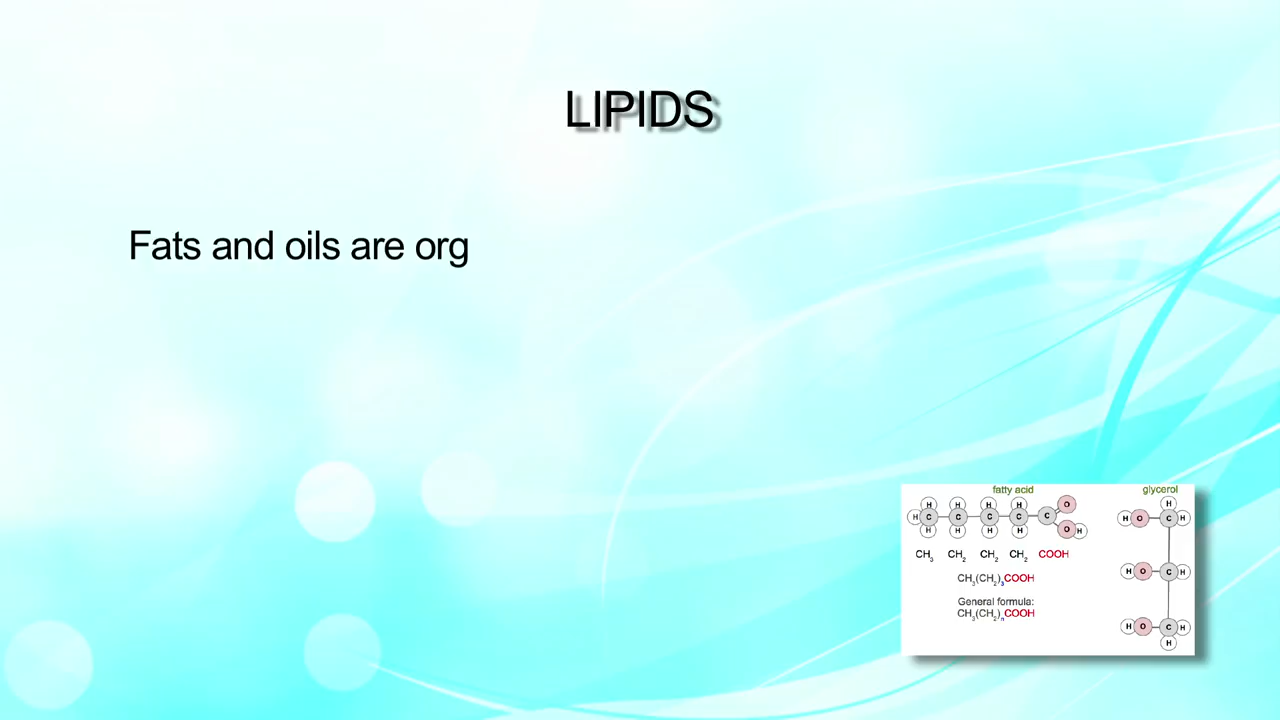 LIPIDS
Fats and oils are org
fatty acid
glycerol
H H H H O H
H C C C C C H O C H
H H H H O H
CH3 CH2 CH2 CH2 COOH
H O C H
CH3(CH2)3COOH
General formula:
CH3(CH2)nCOOH
H O C H
H